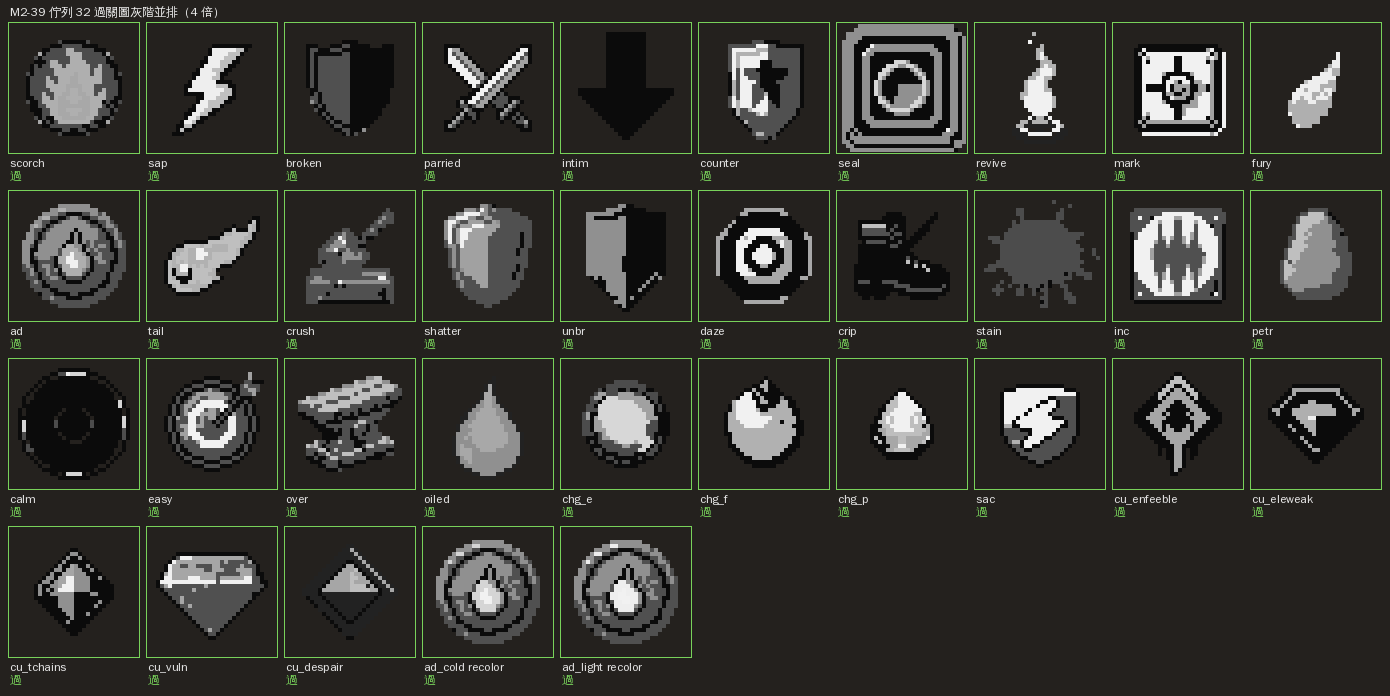 M2-39 佇列 32 過關圖灰階並排（4 倍）
scorch sap broken parried intim counter seal revive mark fury
過 過 過 過 過 過 過 過 過 過
ad tail crush shatter unbr daze crip stain inc petr
過 過 過 過 過 過 過 過 過 過
calm easy over oiled chg_e chg_f chg_p sac cu_enfeeble cu_eleweak
過 過 過 過 過 過 過 過 過 過
cu_tchains cu_vuln cu_despair ad_cold recolor ad_light recolor
過 過 過 過 過